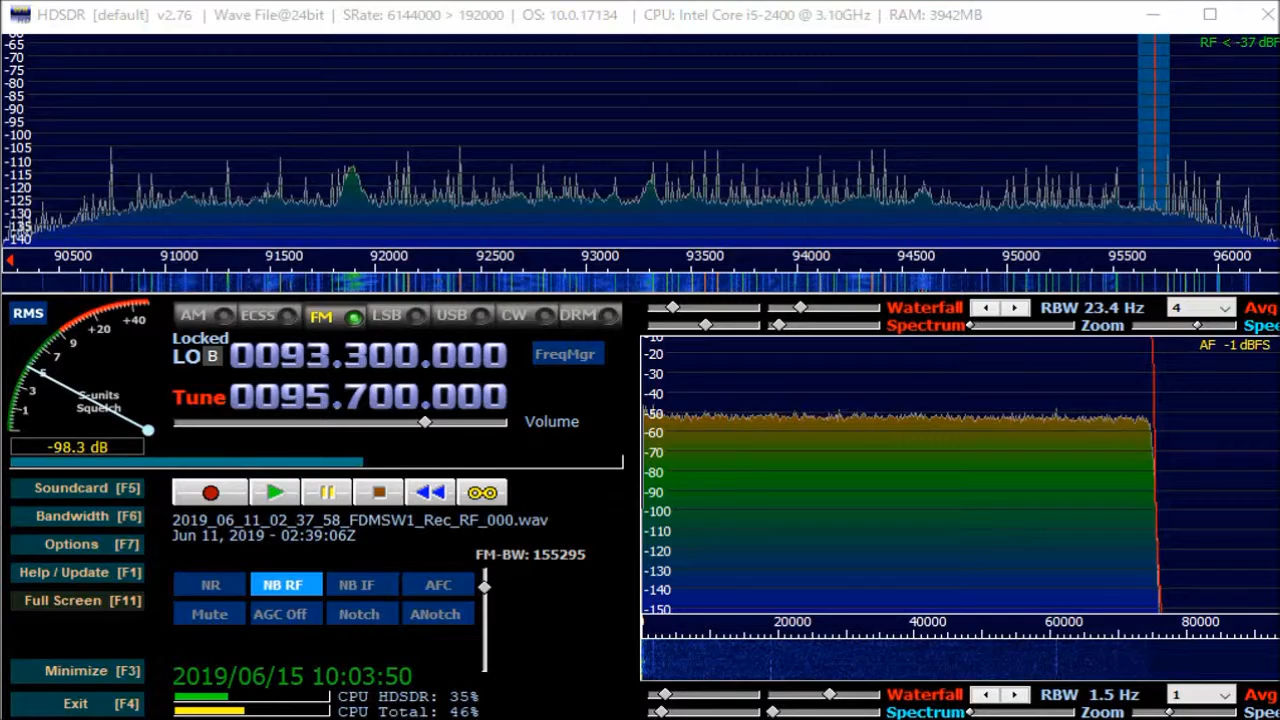 HDSDR [default] v2.76 | Wave File@24bit | SRate: 6144000 > 192000 | OS: 10.0.17134 | CPU: Intel Core i5-2400 @ 3.10GHz | RAM: 3942MB
-65
RF < -37 dBF
-70
-75
-80
-85
-90
-95
-100
-105
-110
-115
-120
-125
-130
-135
-140
90500 91000 91500 92000 92500 93000 93500 94000 94500 95000 95500 96000
RMS
1 3 5 7 9 +20 +40
S-units
Squelch
-98.3 dB
AM ECSS FM LSB USB CW DRM
Locked
LO B 0093.300.000 FreqMgr
Tune 0095.700.000
Volume
Soundcard [F5]
Bandwidth [F6]
Options [F7]
Help / Update [F1]
Full Screen [F11]
Minimize [F3]
Exit [F4]
2019_06_11_02_37_58_FDMSW1_Rec_RF_000.wav
Jun 11, 2019 - 02:39:06Z
FM-BW: 155295
NR NB RF NB IF AFC
Mute AGC Off Notch ANotch
2019/06/15 10:03:50
CPU HDSDR: 35%
CPU Total: 46%
Waterfall RBW 23.4 Hz 4 Avg
Spectrum Zoom Spee
-10
AF -1 dBFS
-20
-30
-40
-50
-60
-70
-80
-90
-100
-110
-120
-130
-140
-150
20000 40000 60000 80000
Waterfall RBW 1.5 Hz 1 Avg
Spectrum Zoom Spe